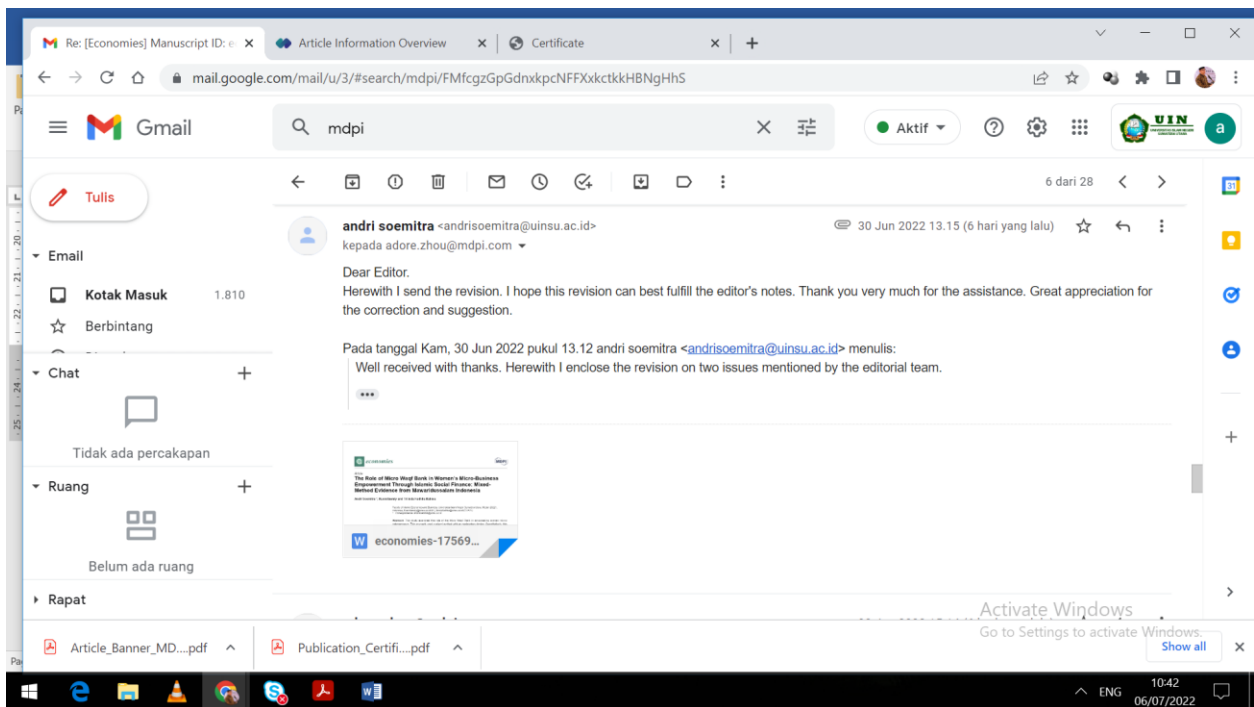 Re: [Economies] Manuscript ID: e
Article Information Overview
Certificate
mail.google.com/mail/u/3/#search/mdpi/FMfcgzGpGdnxkpcNFFXxkctkkHBNgHhS
Gmail
mdpi
Aktif
UIN
a
Tulis
6 dari 28
31
andri soemitra <andrisoemitra@uinsu.ac.id>
30 Jun 2022 13.15 (6 hari yang lalu)
kepada adore.zhou@mdpi.com
Email
Dear Editor.
Kotak Masuk 1.810
Herewith I send the revision. I hope this revision can best fulfill the editor's notes. Thank you very much for the assistance. Great appreciation for
the correction and suggestion.
Berbintang
Pada tanggal Kam, 30 Jun 2022 pukul 13.12 andri soemitra <andrisoemitra@uinsu.ac.id> menulis:
Well received with thanks. Herewith I enclose the revision on two issues mentioned by the editorial team.
Chat
Tidak ada percakapan
The Role of Micro Waqf Bank in Women's Micro-Business
Empowerment Through Islamic Social Finance: Mixed-
Method Evidence from Mawaridussalam Indonesia
W economies-17569...
Ruang
Belum ada ruang
Rapat
Activate Windows
Go to Settings to activate Windows.
Article_Banner_MD....pdf
Publication_Certifi....pdf
Show all
ENG
10:42
06/07/2022